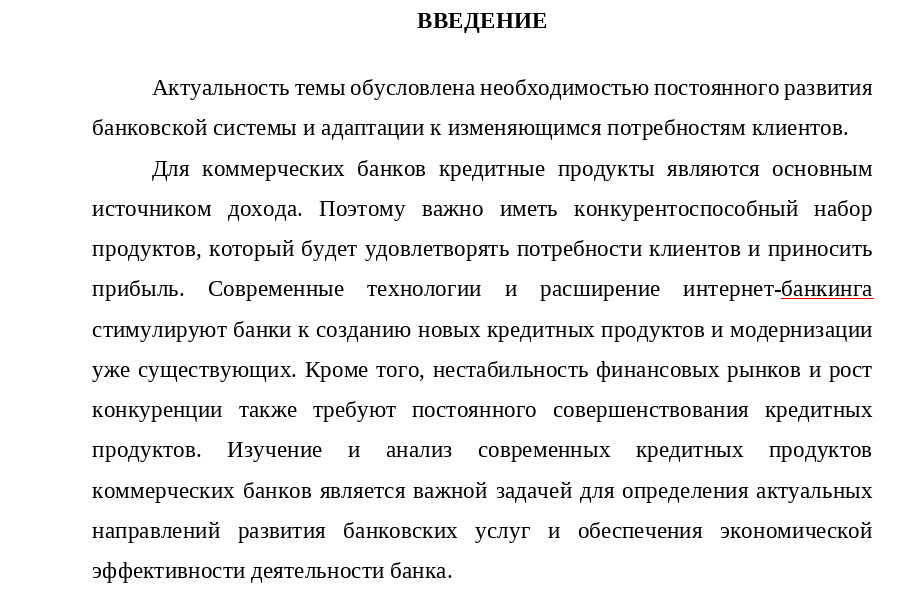 ВВЕДЕНИЕ
Актуальность темы обусловлена необходимостью постоянного развития
банковской системы и адаптации к изменяющимся потребностям клиентов.
Для коммерческих банков кредитные продукты являются основным
источником дохода. Поэтому важно иметь конкурентоспособный набор
продуктов, который будет удовлетворять потребности клиентов и приносить
прибыль. Современные технологии и расширение интернет-банкинга
стимулируют банки к созданию новых кредитных продуктов и модернизации
уже существующих. Кроме того, нестабильность финансовых рынков и рост
конкуренции также требуют постоянного совершенствования кредитных
продуктов. Изучение и анализ современных кредитных продуктов
коммерческих банков является важной задачей для определения актуальных
направлений развития банковских услуг и обеспечения экономической
эффективности деятельности банка.